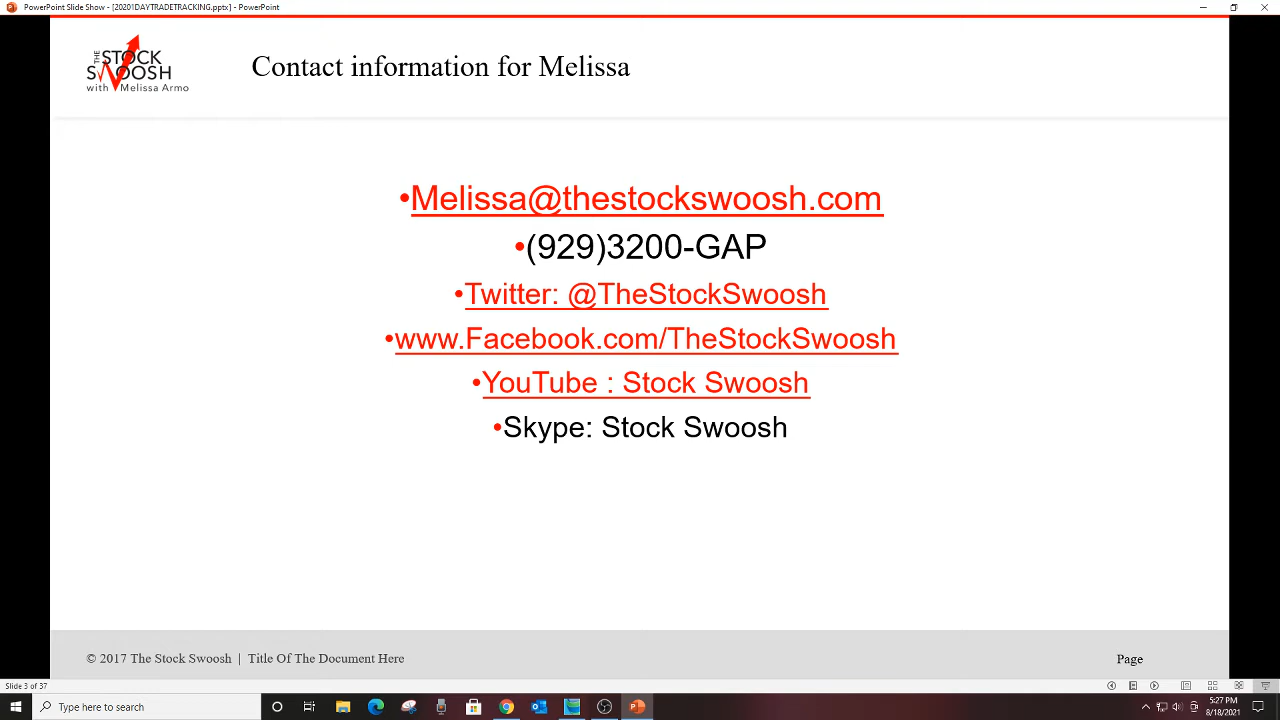 PowerPoint Slide Show - [20201DAYTRADETRACKING.pptx] - PowerPoint
THE STOCK
SWOOSH
with Melissa Armo
Contact information for Melissa
•Melissa@thestockswoosh.com
•(929)3200-GAP
•Twitter: @TheStockSwoosh
•www.Facebook.com/TheStockSwoosh
•YouTube : Stock Swoosh
•Skype: Stock Swoosh
© 2017 The Stock Swoosh | Title Of The Document Here
Page
Slide 3 of 37
Type here to search
5:27 PM
8/18/2021